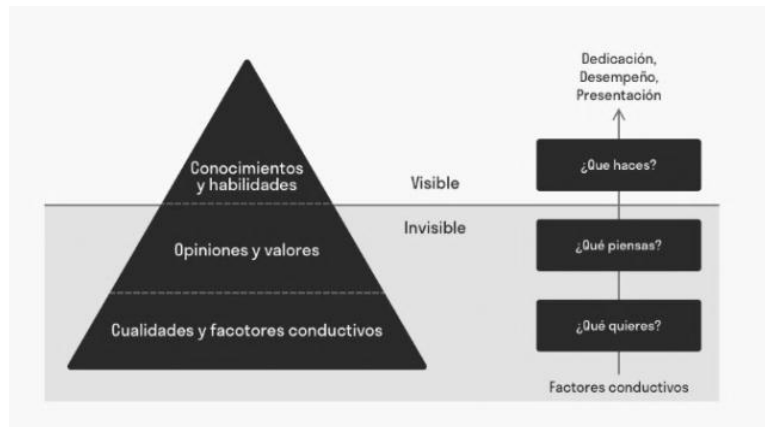 Dedicación,
Desempeño,
Presentación
Conocimientos
y habilidades
Visible
¿Que haces?
Invisible
Opiniones y valores
¿Qué piensas?
Cualidades y facotores conductivos
¿Qué quieres?
Factores conductivos